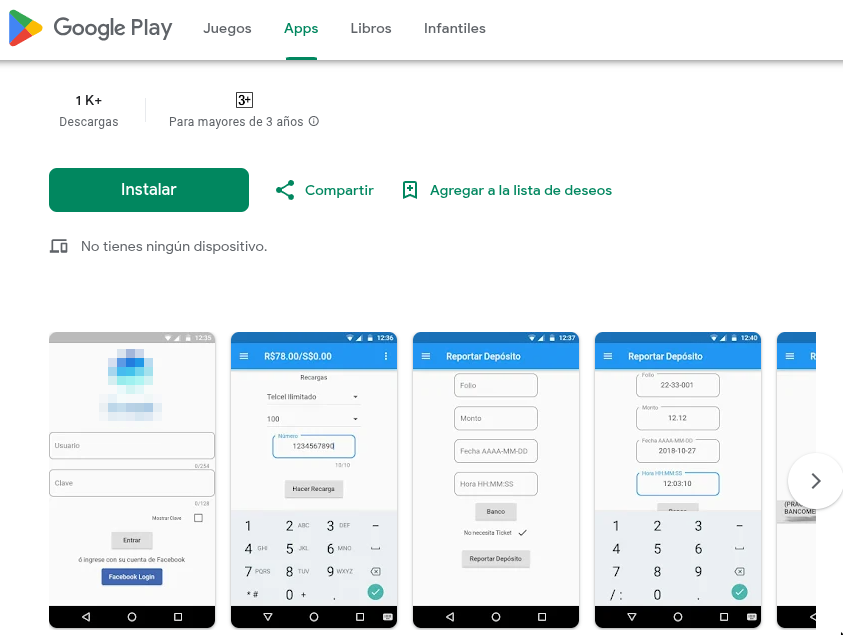 Google Play
Juegos
Apps
Libros
Infantiles
1 K+
Descargas
3+
Para mayores de 3 años
Instalar
Compartir
Agregar a la lista de deseos
No tienes ningún dispositivo.
12:35
Usuario
0/254
Clave
0/128
Mostrar Clave
Entrar
ó ingrese con su cuenta de Facebook
Facebook Login
12:36
R$78.00/S$0.00
Recargas
Telcel Ilimitado
100
Número
1234567890
10/10
Hacer Recarga
1 2 ABC 3 DEF –
4 GHI 5 JKL 6 MNO
7 PQRS 8 TUV 9 WXYZ
* # 0 + .
12:37
Reportar Depósito
Folio
Monto
Fecha AAAA-MM-DD
Hora HH:MM:SS
Banco
No necesita Ticket
Reportar Depósito
12:40
Reportar Depósito
Folio
22-33-001
Monto
12.12
Fecha AAAA-MM-DD
2018-10-27
Hora HH:MM:SS
12:03:10
1 2 3 –
4 5 6
7 8 9
/ : 0 .